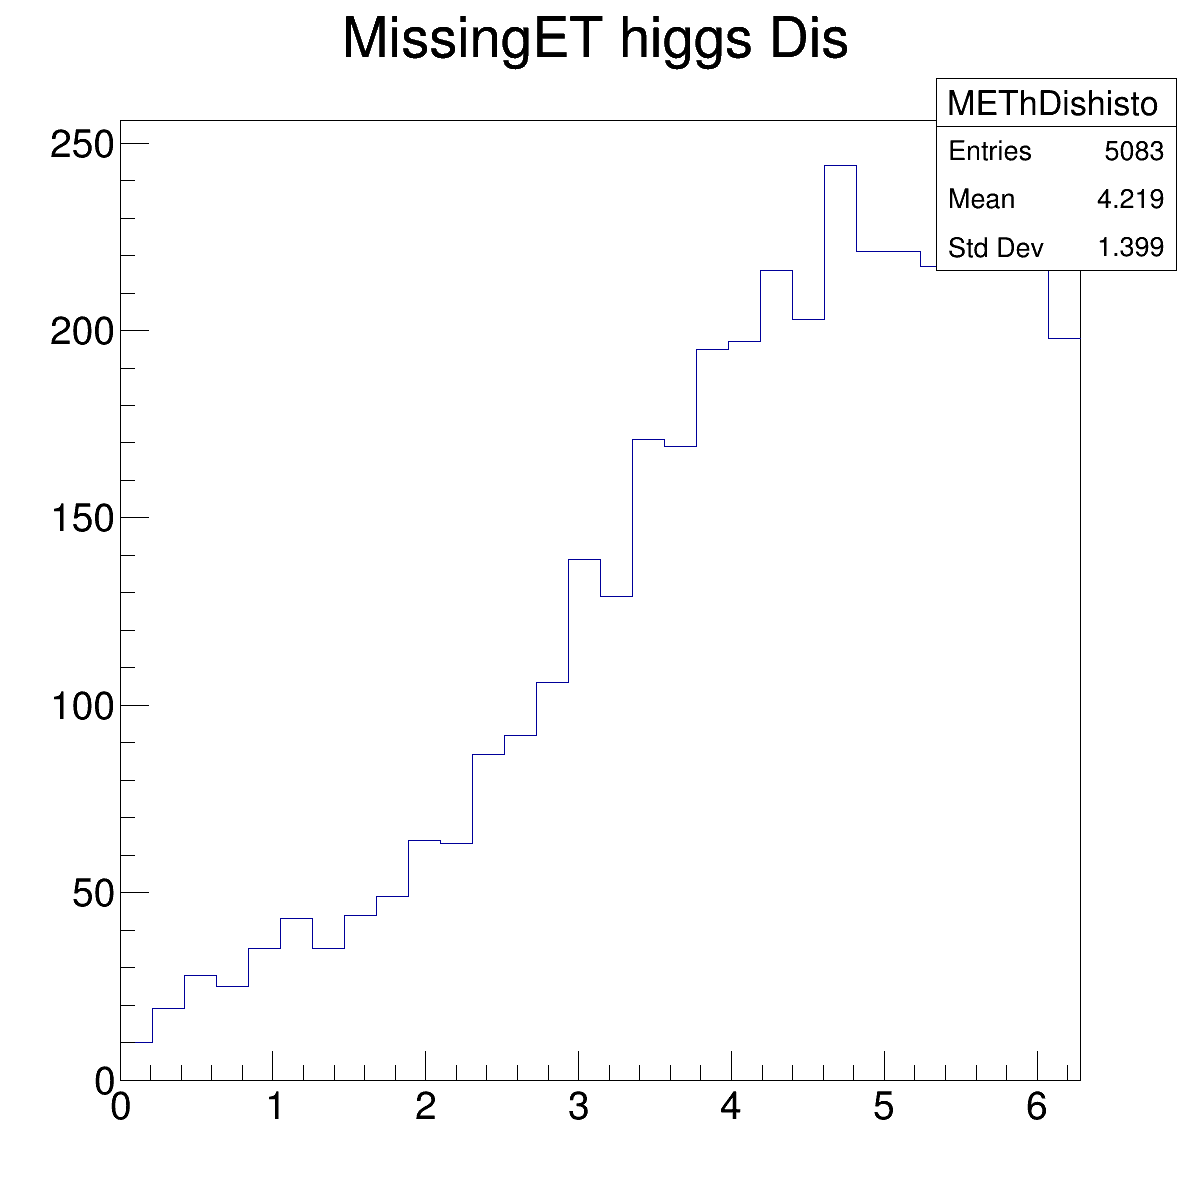 MissingET higgs Dis
METhDishisto
Entries 5083
Mean 4.219
Std Dev 1.399
250
200
150
100
50
0
0 1 2 3 4 5 6